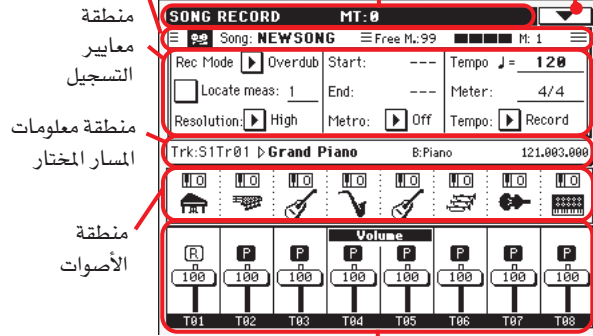 منطقة
معايير
التسجيل
منطقة معلومات
المسار المختار
منطقة
الأصوات
SONG RECORD MT:0
Song: NEWSONG Free M.:99 M: 1
Rec Mode Overdub Start: --- Tempo ♩= 120
Locate meas: 1 End: --- Meter: 4/4
Resolution: High Metro: Off Tempo: Record
Trk:S1Tr01 Grand Piano B:Piano 121.003.000
Volume
R P P P P P P P
100 100 100 100 100 100 100 100
T01 T02 T03 T04 T05 T06 T07 T08